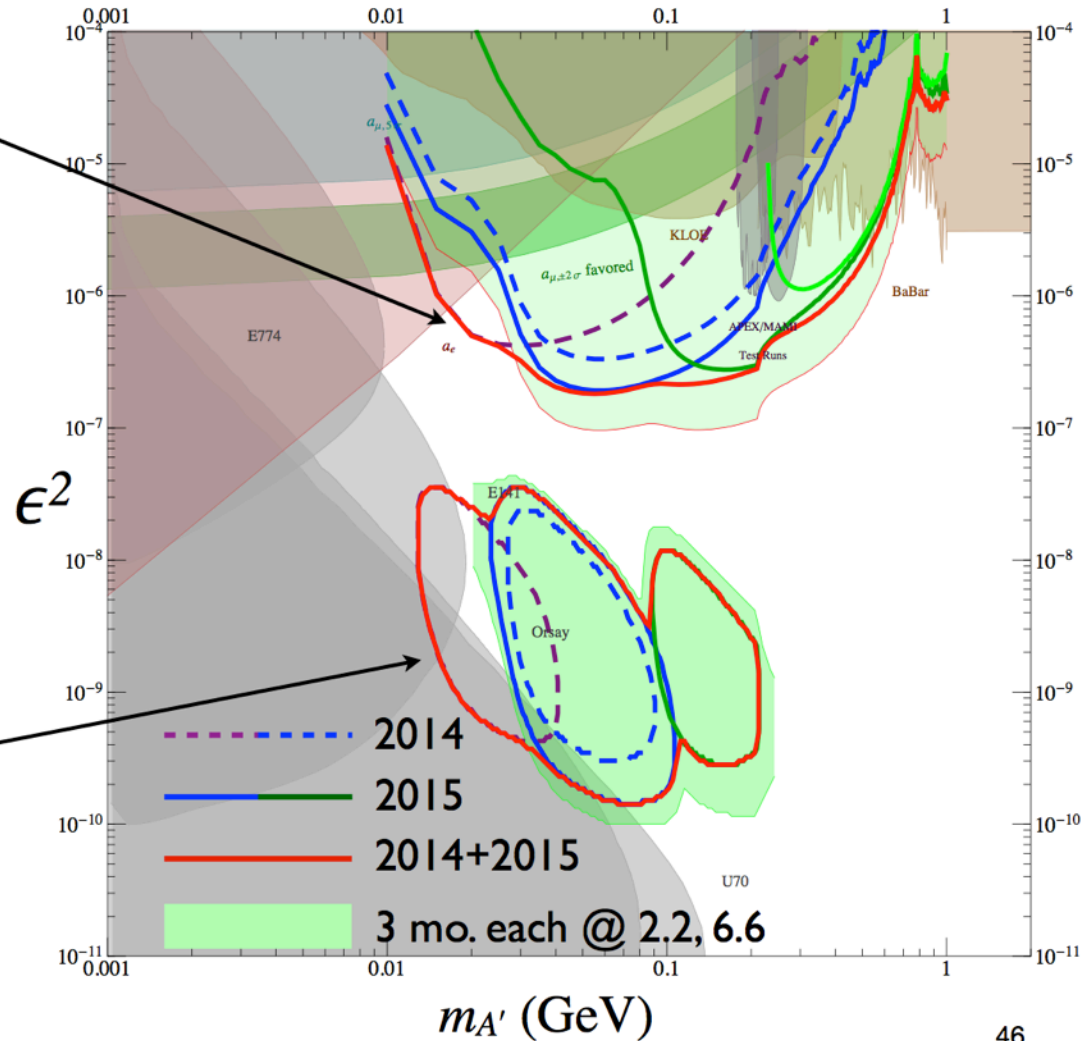 0.001 0.01 0.1 1
10⁻⁴ 10⁻⁴
a_μ,5σ
10⁻⁵ 10⁻⁵
KLOE
a_μ,±2σ favored
10⁻⁶ BaBar 10⁻⁶
E774 APEX/MAMI
a_e Test Runs
10⁻⁷ 10⁻⁷
ϵ²
E141
10⁻⁸ 10⁻⁸
Orsay
10⁻⁹ 10⁻⁹
2014
2015
10⁻¹⁰ 10⁻¹⁰
2014+2015
U70
3 mo. each @ 2.2, 6.6
10⁻¹¹ 10⁻¹¹
0.001 0.01 0.1 1
m_A′ (GeV)
46